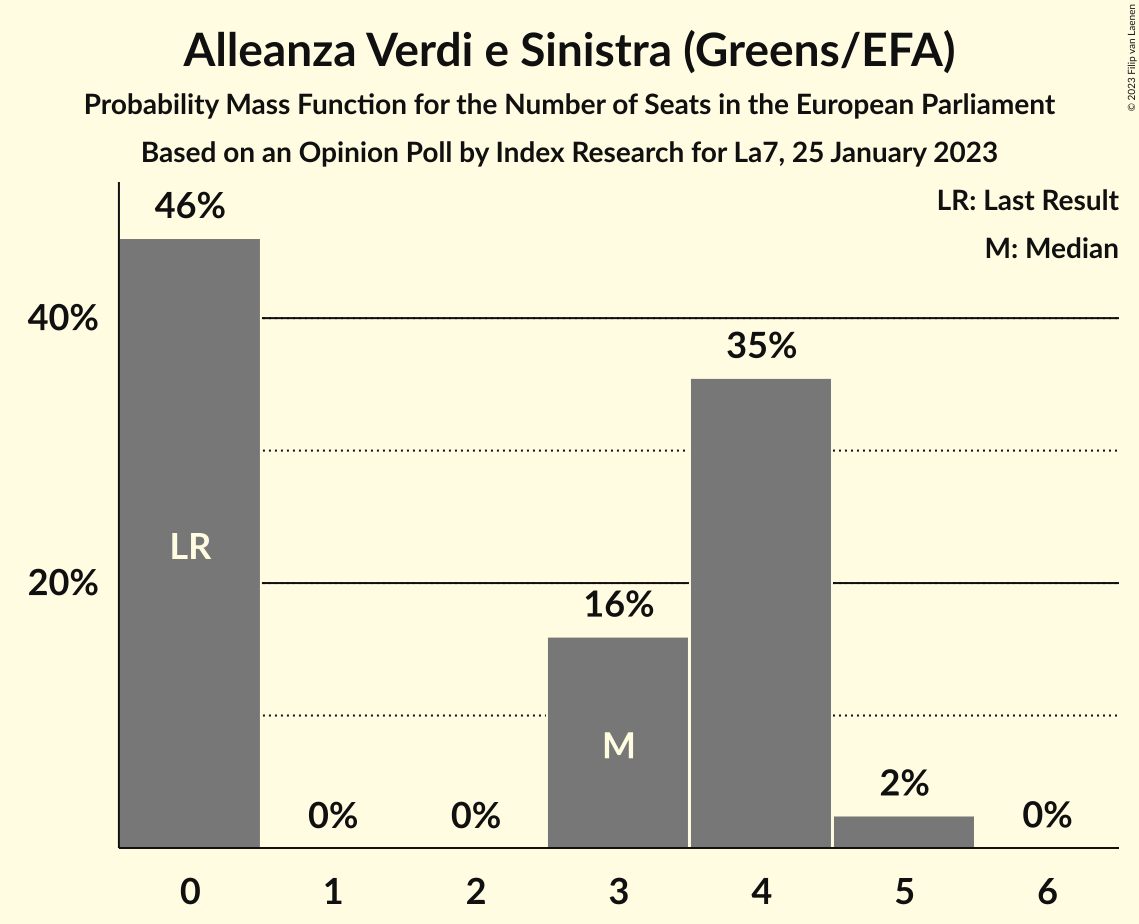 Alleanza Verdi e Sinistra (Greens/EFA)
Probability Mass Function for the Number of Seats in the European Parliament
Based on an Opinion Poll by Index Research for La7, 25 January 2023
© 2023 Filip van Laenen
LR: Last Result
M: Median
46%
40%
35%
LR
20%
16%
M
2%
0%
0%
0%
0 1 2 3 4 5 6